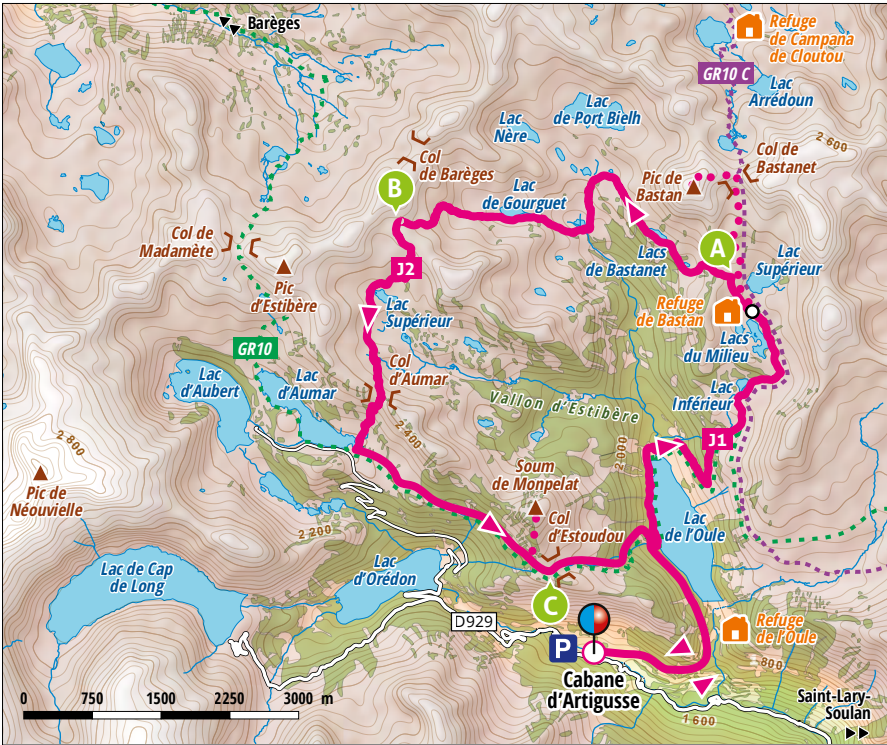 Barèges
Refuge
de Campana
de Cloutou
GR10 C
Lac
Arrédoun
Lac
de Port Bielh
Lac
Nère
2 600
Col de
Bastanet
Col
de Barèges
Pic de
Bastan
B
Lac
de Gourguet
Col de
Madamète
A
Lac
Supérieur
Lacs
de Bastanet
J2
Pic
d'Estibère
Refuge
de Bastan
Lac
Supérieur
Lacs
du Milieu
GR10
Col
d'Aumar
Lac
d'Aubert
Lac
d'Aumar
Lac
Inférieur
Vallon d'Estibère
2 400
2 000
J1
2 800
Soum
de Monpelat
Pic de
Néouvielle
2 200
Col
d'Estoudou
Lac
de l'Oule
Lac de Cap
de Long
Lac
d'Orédon
C
D929
Refuge
de l'Oule
P
800
Cabane
d'Artigusse
0 750 1500 2250 3000 m
1 600
Saint-Lary-
Soulan